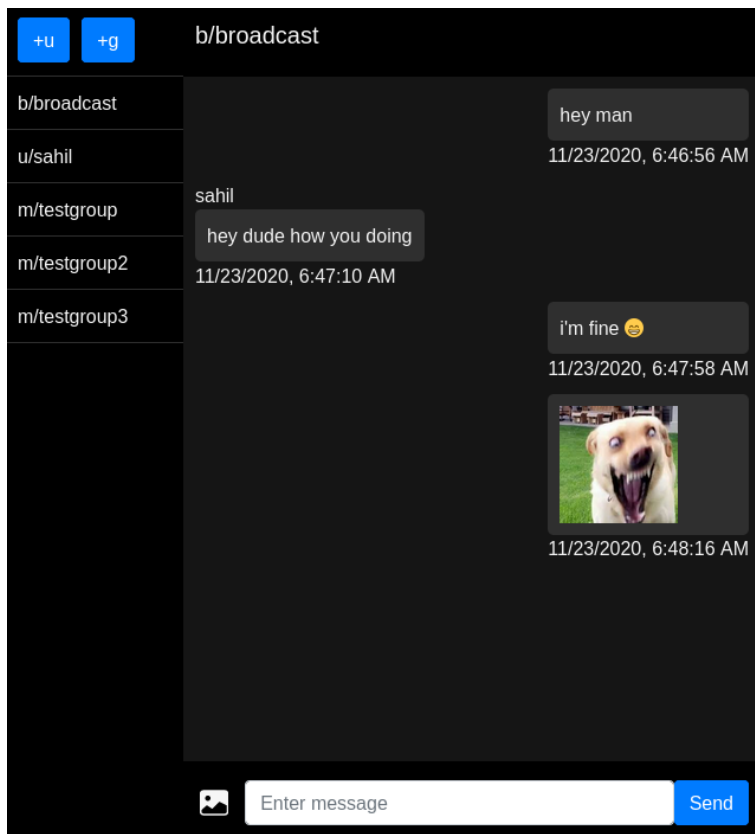 +u +g
b/broadcast
b/broadcast
u/sahil
m/testgroup
m/testgroup2
m/testgroup3
hey man
11/23/2020, 6:46:56 AM
sahil
hey dude how you doing
11/23/2020, 6:47:10 AM
i'm fine 😁
11/23/2020, 6:47:58 AM
11/23/2020, 6:48:16 AM
Enter message
Send